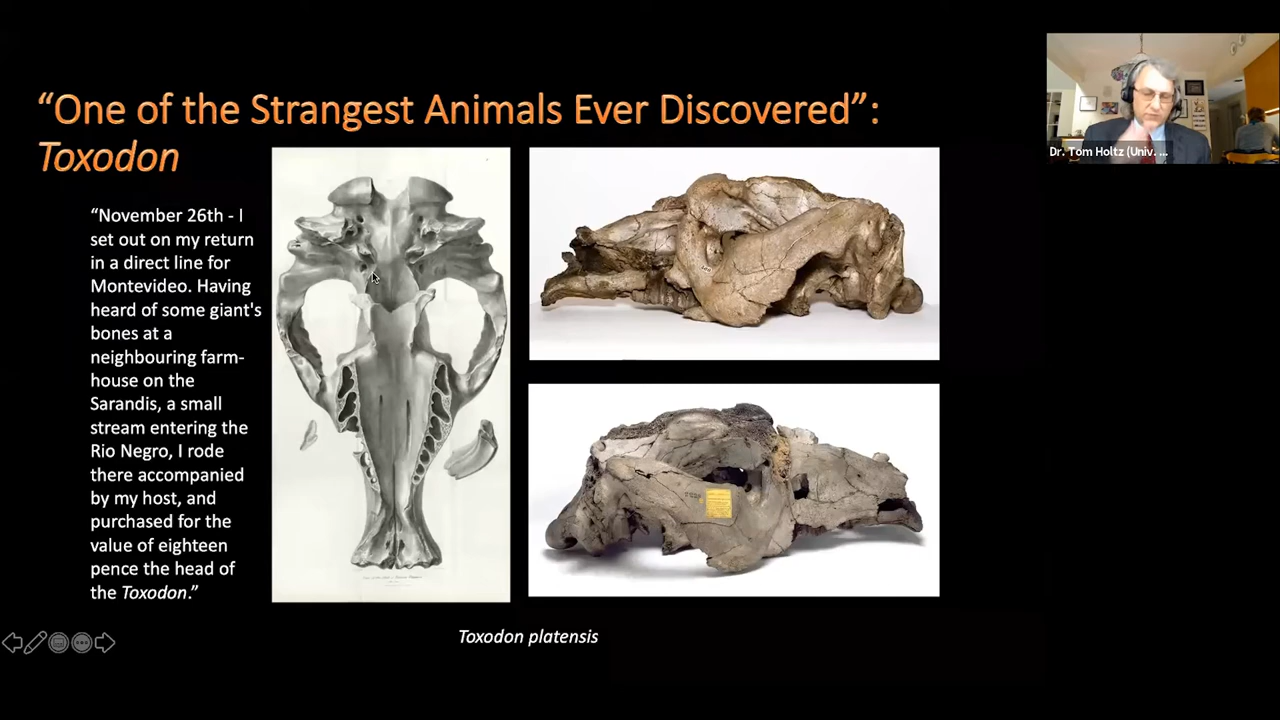 “One of the Strangest Animals Ever Discovered”:
Toxodon
“November 26th - I
set out on my return
in a direct line for
Montevideo. Having
heard of some giant's
bones at a
neighbouring farm-
house on the
Sarandis, a small
stream entering the
Rio Negro, I rode
there accompanied
by my host, and
purchased for the
value of eighteen
pence the head of
the Toxodon.”
Toxodon platensis
Dr. Tom Holtz (Univ. ...